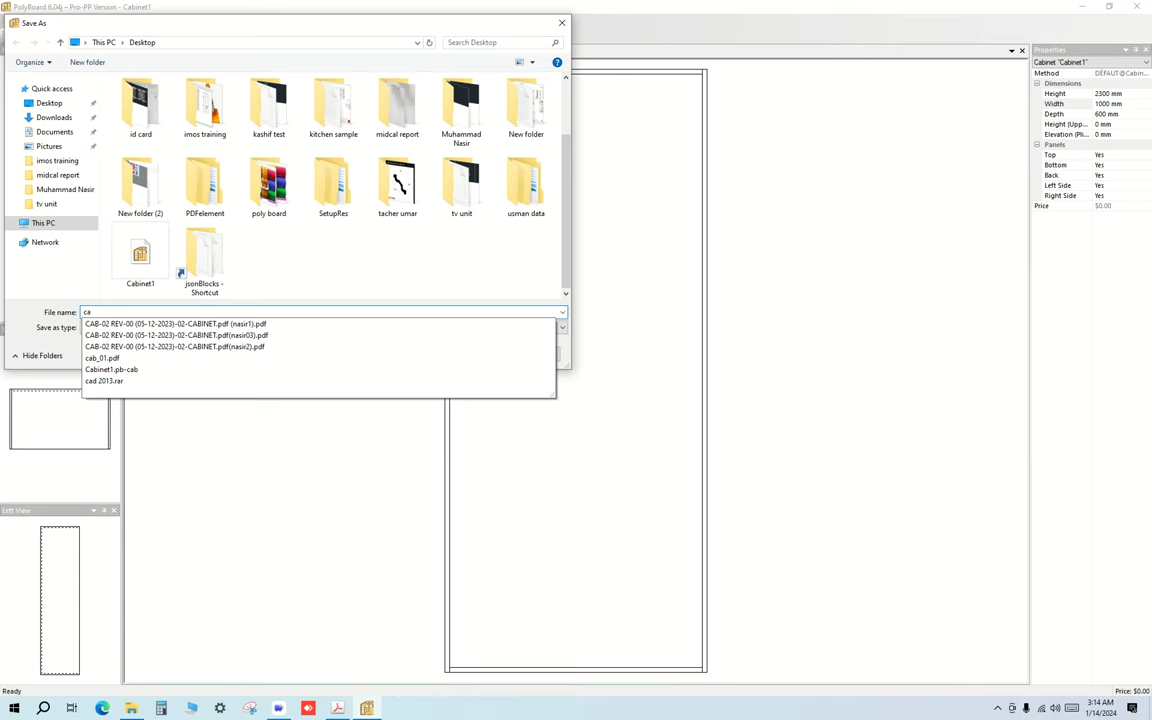 PolyBoard 6.04j – Pro-PP Version - Cabinet1
Save As
This PC
Desktop
Search Desktop
Organize
New folder
Quick access
Desktop
Downloads
Documents
Pictures
imos training
midcal report
Muhammad Nasir
tv unit
This PC
Network
id card
imos training
kashif test
kitchen sample
midcal report
Muhammad
Nasir
New folder
New folder (2)
PDFelement
poly board
SetupRes
tacher umar
tv unit
usman data
Cabinet1
jsonBlocks -
Shortcut
File name:
ca
Save as type:
CAB-02 REV-00 (05-12-2023)-02-CABINET.pdf (nasir1).pdf
CAB-02 REV-00 (05-12-2023)-02-CABINET.pdf(nasir03).pdf
CAB-02 REV-00 (05-12-2023)-02-CABINET.pdf(nasir2).pdf
cab_01.pdf
Cabinet1.pb-cab
cad 2013.rar
Hide Folders
Left View
Properties
Cabinet "Cabinet1"
Method DÉFAUT@Cabin...
Dimensions
Height 2300 mm
Width 1000 mm
Depth 600 mm
Height (Upp... 0 mm
Elevation (Pli... 0 mm
Panels
Top Yes
Bottom Yes
Back Yes
Left Side Yes
Right Side Yes
Price $0.00
Ready
Price: $0.00
3:14 AM
1/14/2024